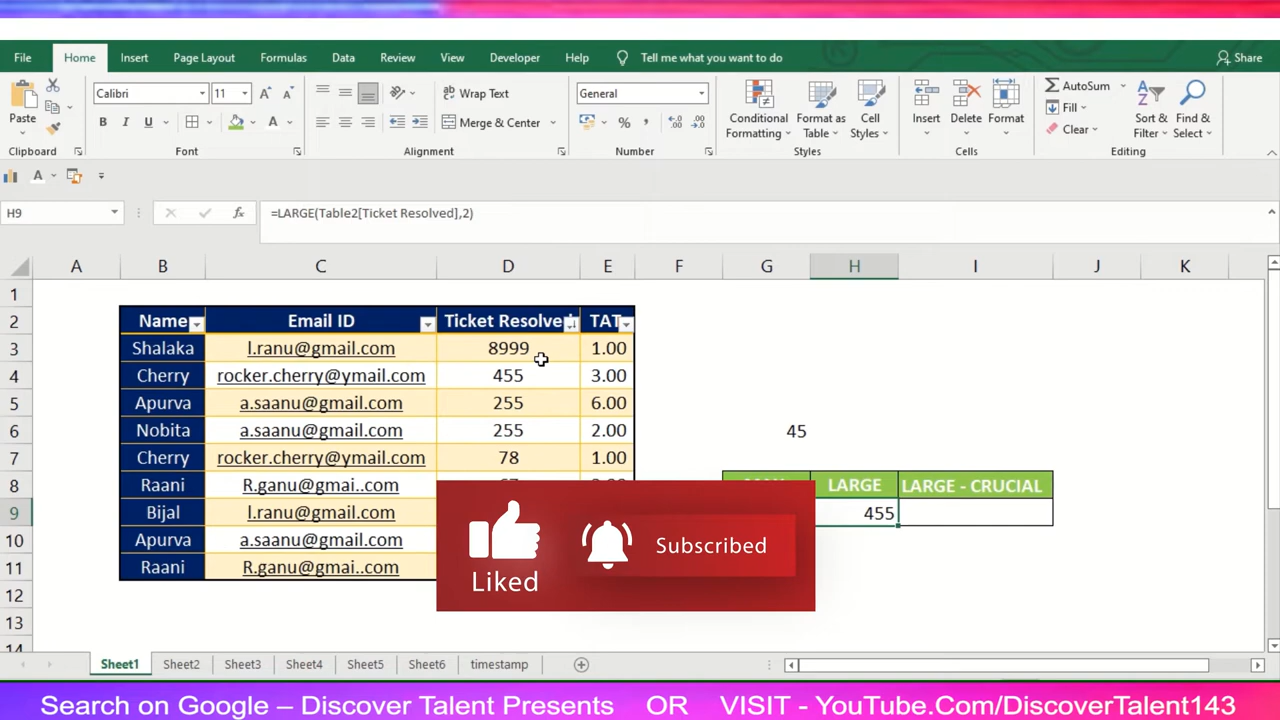 File Home Insert Page Layout Formulas Data Review View Developer Help Tell me what you want to do Share
Calibri 11 Wrap Text General AutoSum
Paste B I U Merge & Center % Conditional Formatting Format as Table Cell Styles Insert Delete Format Fill Clear Sort & Filter Find & Select
Clipboard Font Alignment Number Styles Cells Editing
H9 fx =LARGE(Table2[Ticket Resolved],2)
A B C D E F G H I J K
1
2 Name Email ID Ticket Resolved TAT
3 Shalaka l.ranu@gmail.com 8999 1.00
4 Cherry rocker.cherry@ymail.com 455 3.00
5 Apurva a.saanu@gmail.com 255 6.00
6 Nobita a.saanu@gmail.com 255 2.00 45
7 Cherry rocker.cherry@ymail.com 78 1.00
8 Raani R.ganu@gmai..com LARGE LARGE - CRUCIAL
9 Bijal l.ranu@gmail.com 455
10 Apurva a.saanu@gmail.com
11 Raani R.ganu@gmai..com
Liked Subscribed
12
13
14
Sheet1 Sheet2 Sheet3 Sheet4 Sheet5 Sheet6 timestamp
Search on Google – Discover Talent Presents OR VISIT - YouTube.Com/DiscoverTalent143